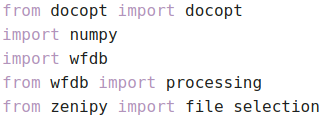 from docopt import docopt
import numpy
import wfdb
from wfdb import processing
from zenipy import file selection